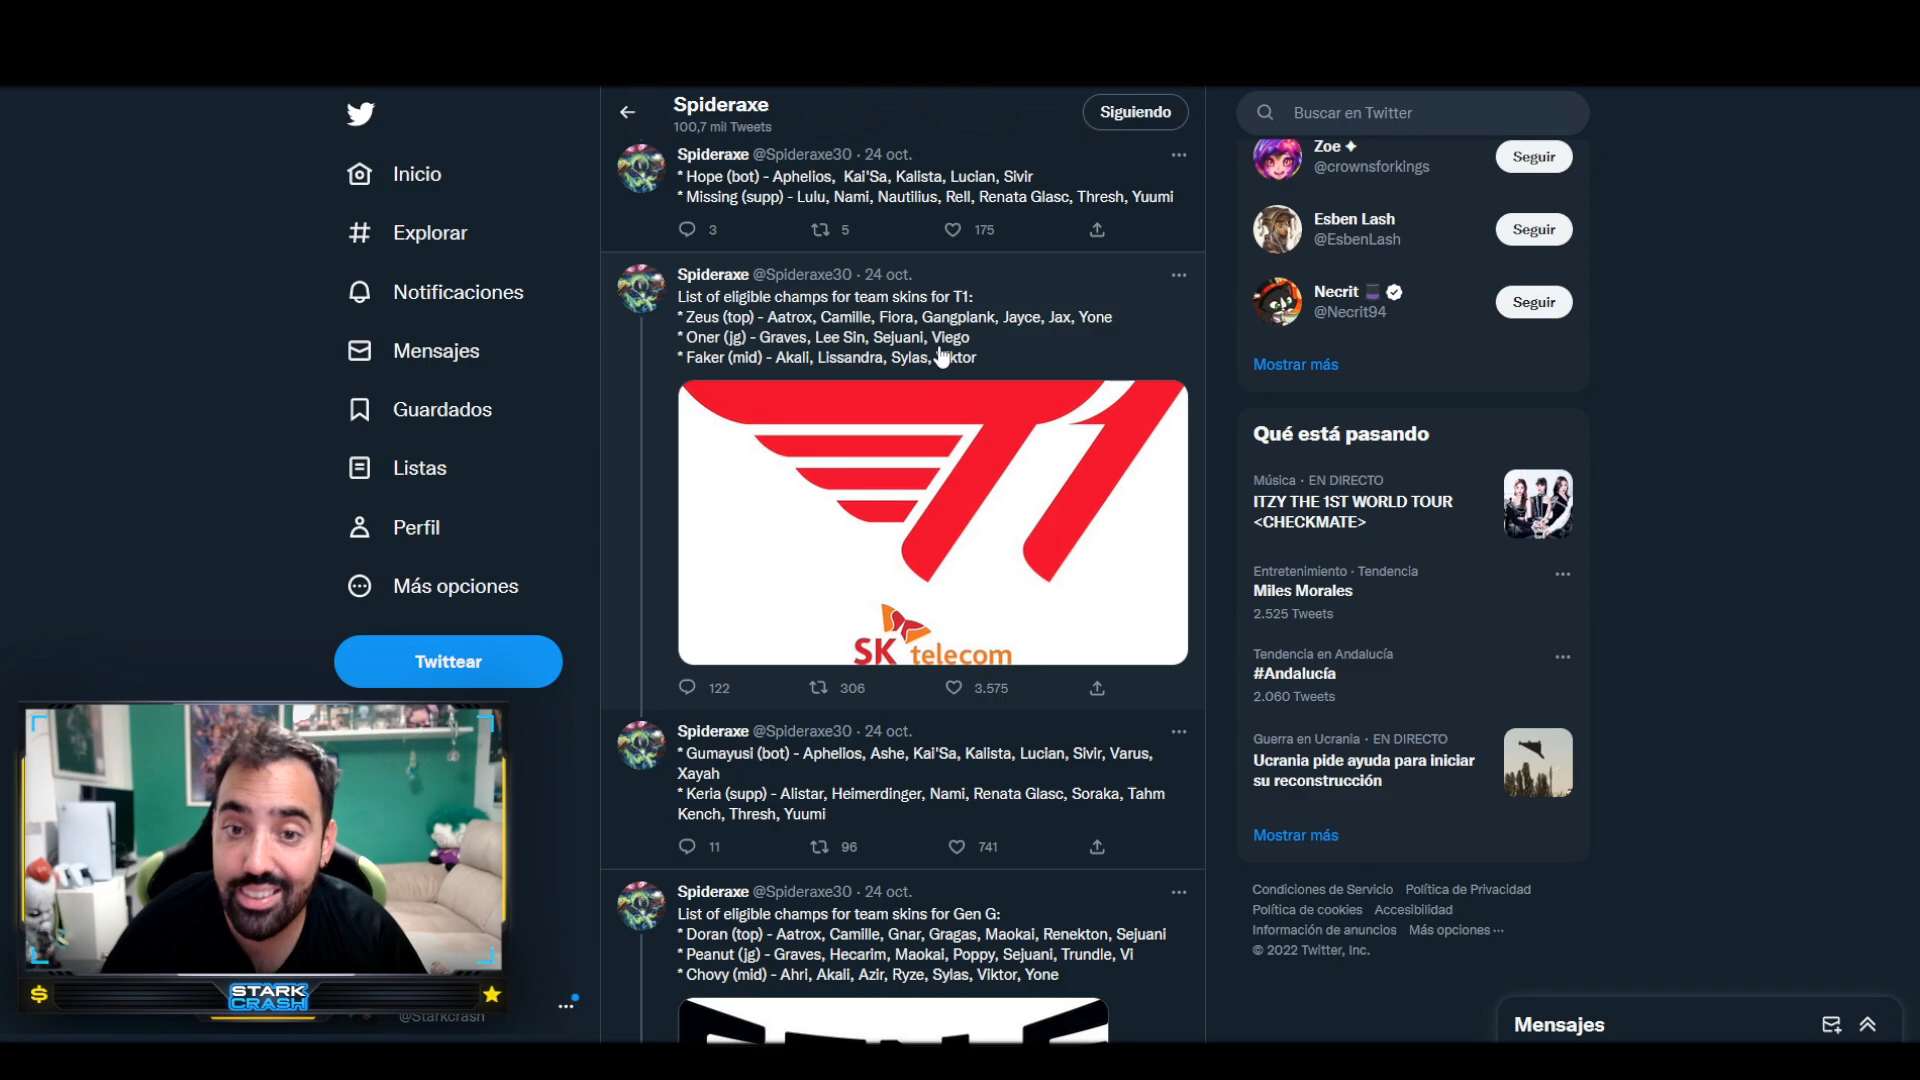 Inicio
Explorar
Notificaciones
Mensajes
Guardados
Listas
Perfil
Más opciones
Twittear
STARK
CRASH
@Starkcrash
Spideraxe
100,7 mil Tweets
Siguiendo
Spideraxe @Spideraxe30 · 24 oct.
* Hope (bot) - Aphelios, Kai'Sa, Kalista, Lucian, Sivir
* Missing (supp) - Lulu, Nami, Nautilius, Rell, Renata Glasc, Thresh, Yuumi
3 5 175
Spideraxe @Spideraxe30 · 24 oct.
List of eligible champs for team skins for T1:
* Zeus (top) - Aatrox, Camille, Fiora, Gangplank, Jayce, Jax, Yone
* Oner (jg) - Graves, Lee Sin, Sejuani, Viego
* Faker (mid) - Akali, Lissandra, Sylas, Viktor
T1
SK telecom
122 306 3.575
Spideraxe @Spideraxe30 · 24 oct.
* Gumayusi (bot) - Aphelios, Ashe, Kai'Sa, Kalista, Lucian, Sivir, Varus,
Xayah
* Keria (supp) - Alistar, Heimerdinger, Nami, Renata Glasc, Soraka, Tahm
Kench, Thresh, Yuumi
11 96 741
Spideraxe @Spideraxe30 · 24 oct.
List of eligible champs for team skins for Gen G:
* Doran (top) - Aatrox, Camille, Gnar, Gragas, Maokai, Renekton, Sejuani
* Peanut (jg) - Graves, Hecarim, Maokai, Poppy, Sejuani, Trundle, Vi
* Chovy (mid) - Ahri, Akali, Azir, Ryze, Sylas, Viktor, Yone
Buscar en Twitter
Zoe
@crownsforkings
Seguir
Esben Lash
@EsbenLash
Seguir
Necrit
@Necrit94
Seguir
Mostrar más
Qué está pasando
Música · EN DIRECTO
ITZY THE 1ST WORLD TOUR
<CHECKMATE>
Entretenimiento · Tendencia
Miles Morales
2.525 Tweets
Tendencia en Andalucía
#Andalucía
2.060 Tweets
Guerra en Ucrania · EN DIRECTO
Ucrania pide ayuda para iniciar
su reconstrucción
Mostrar más
Condiciones de Servicio Política de Privacidad
Política de cookies Accesibilidad
Información de anuncios Más opciones ···
© 2022 Twitter, Inc.
Mensajes